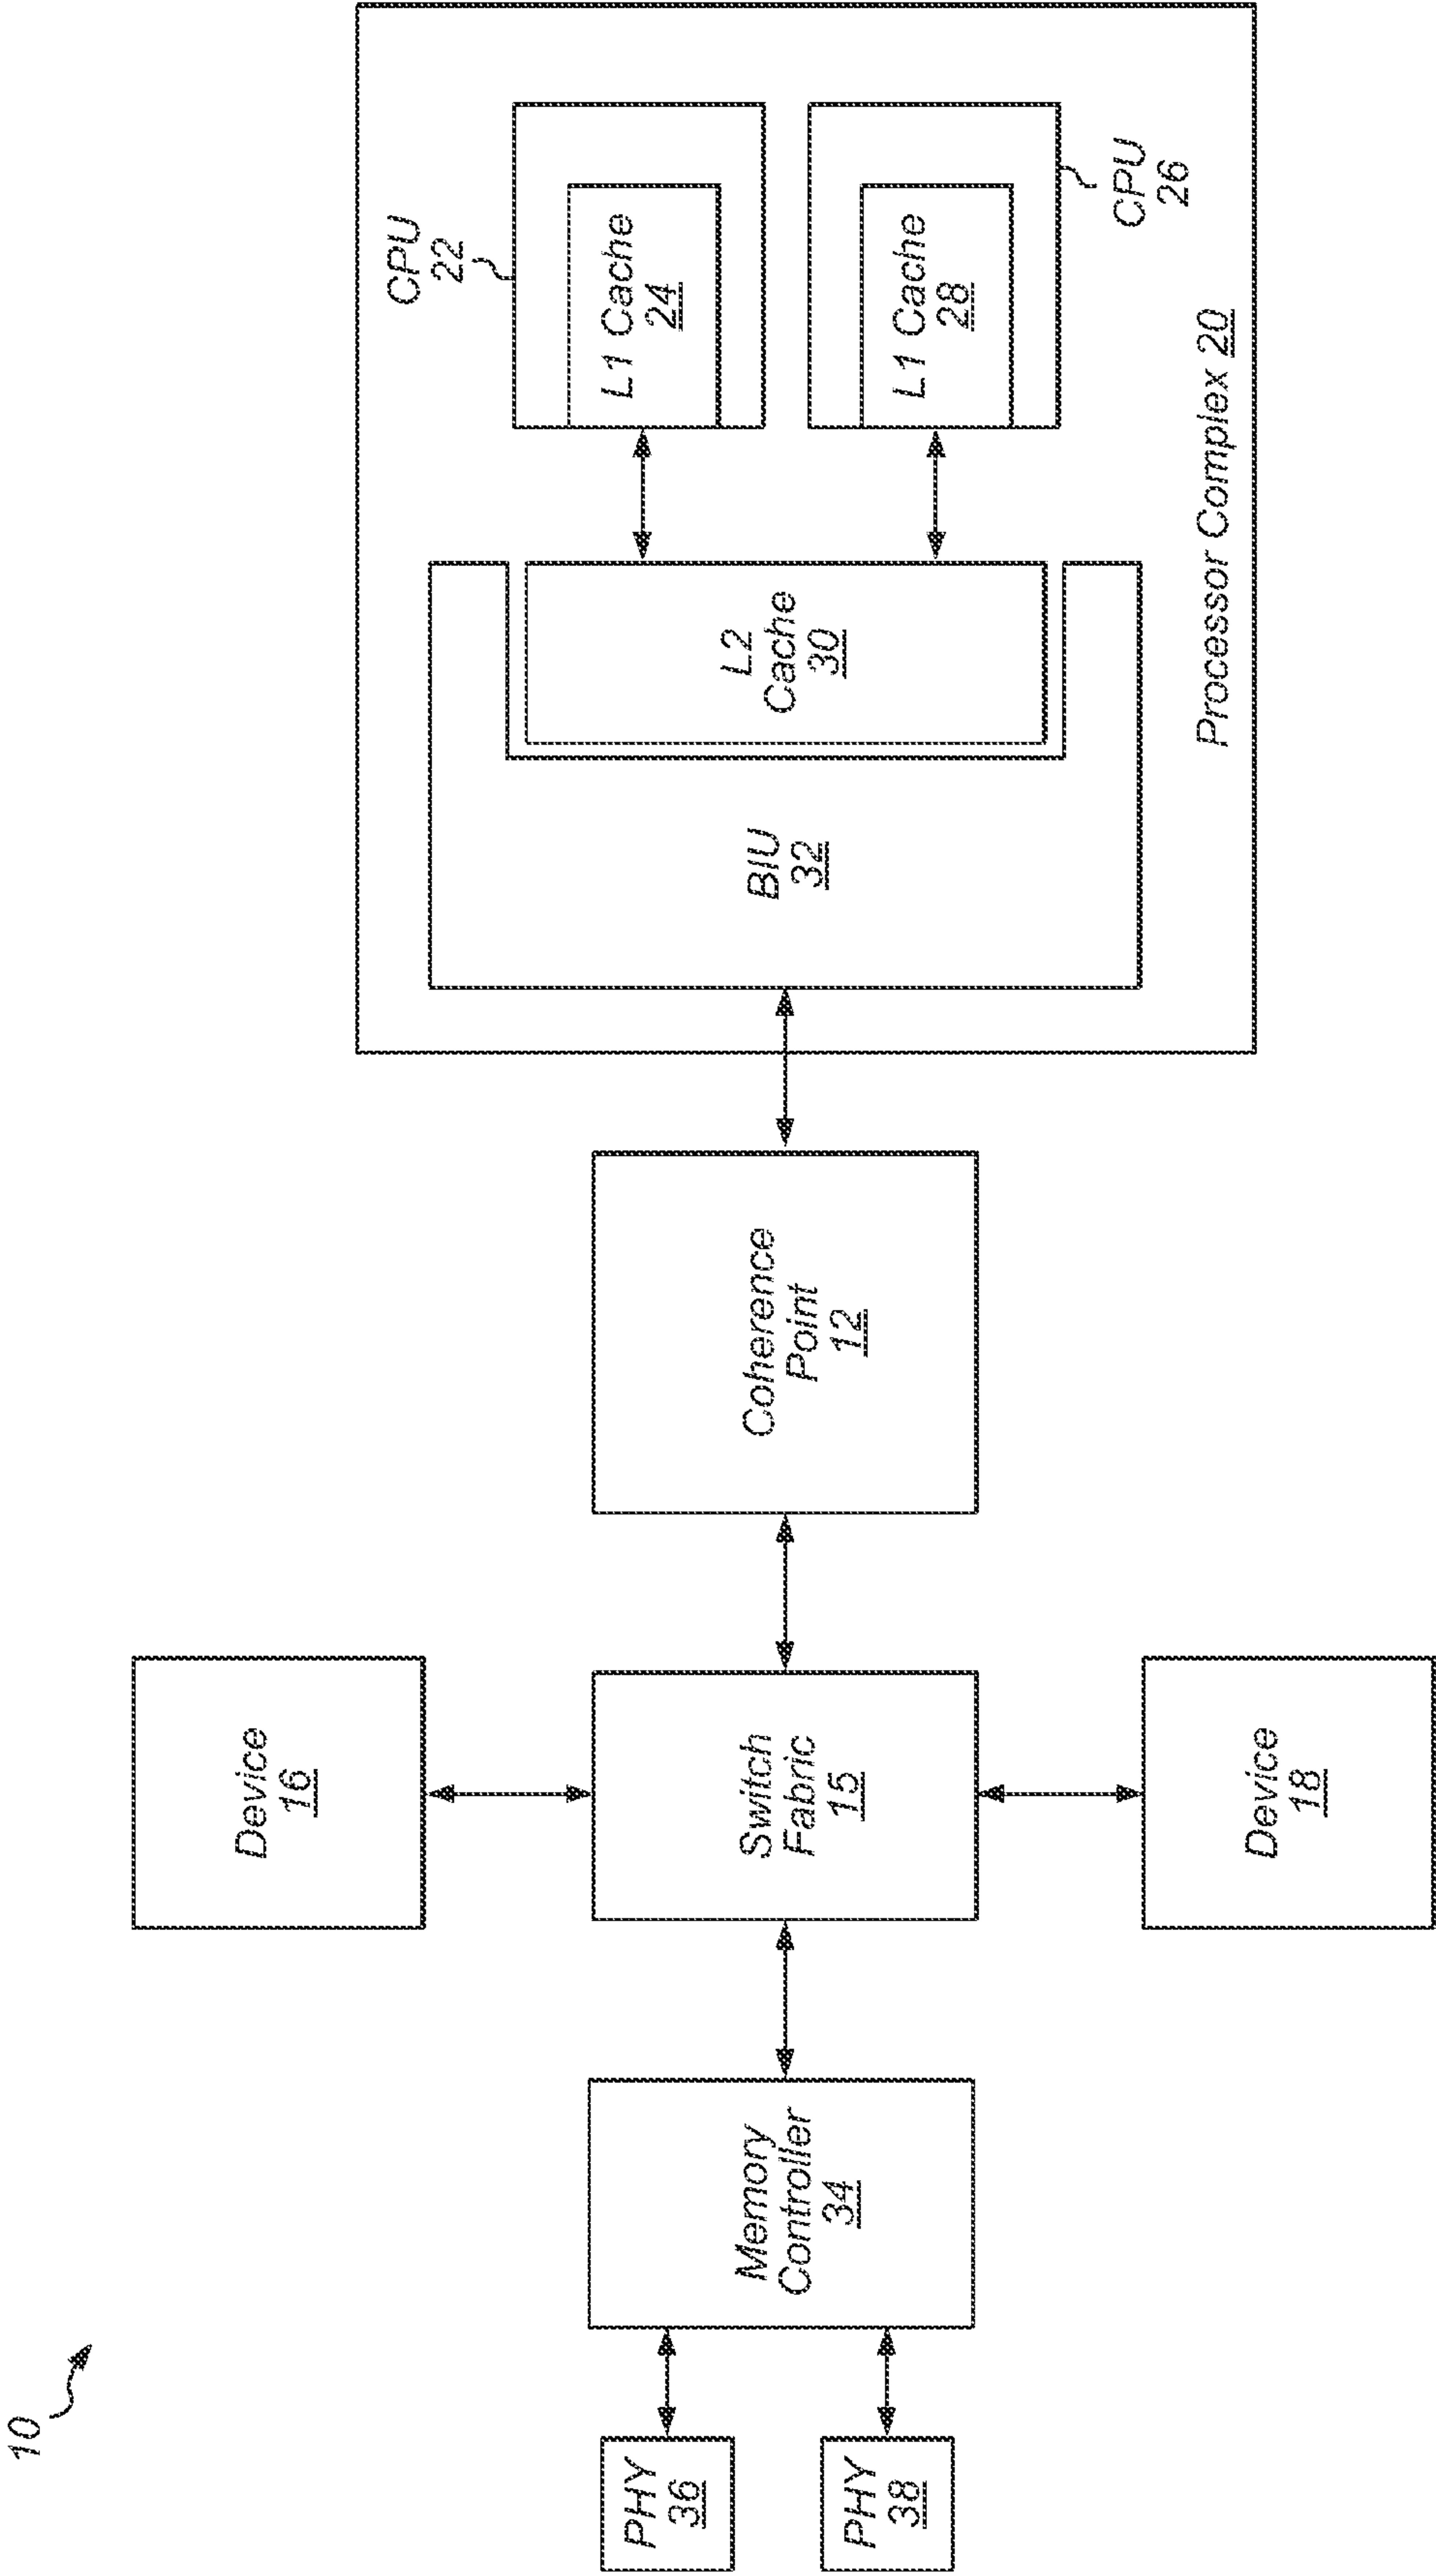 10
PHY
36
PHY
38
Memory
Controller
34
Device
16
Switch
Fabric
15
Device
18
Coherence
Point
12
BIU
32
L2
Cache
30
CPU
22
L1 Cache
24
L1 Cache
28
CPU
26
Processor Complex 20